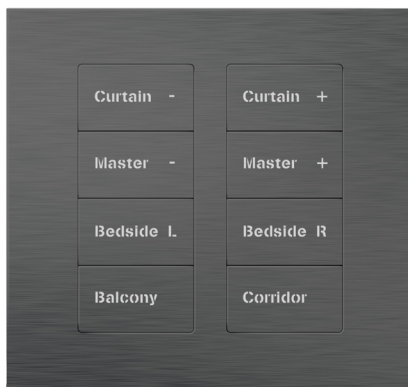 Curtain - Curtain +
Master - Master +
Bedside L Bedside R
Balcony Corridor